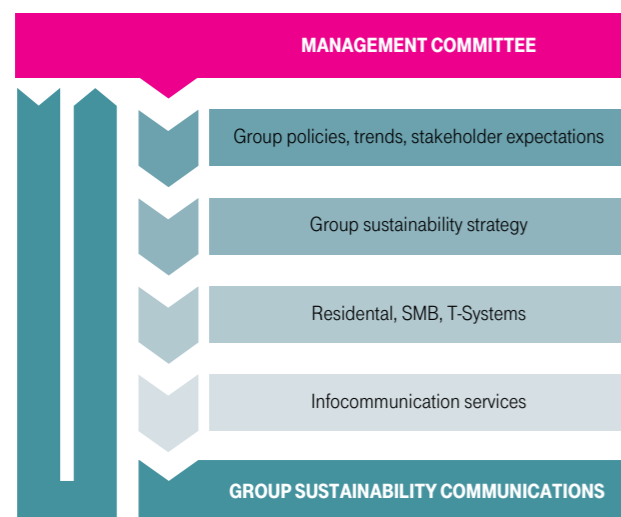 MANAGEMENT COMMITTEE
Group policies, trends, stakeholder expectations
Group sustainability strategy
Residental, SMB, T-Systems
Infocommunication services
GROUP SUSTAINABILITY COMMUNICATIONS